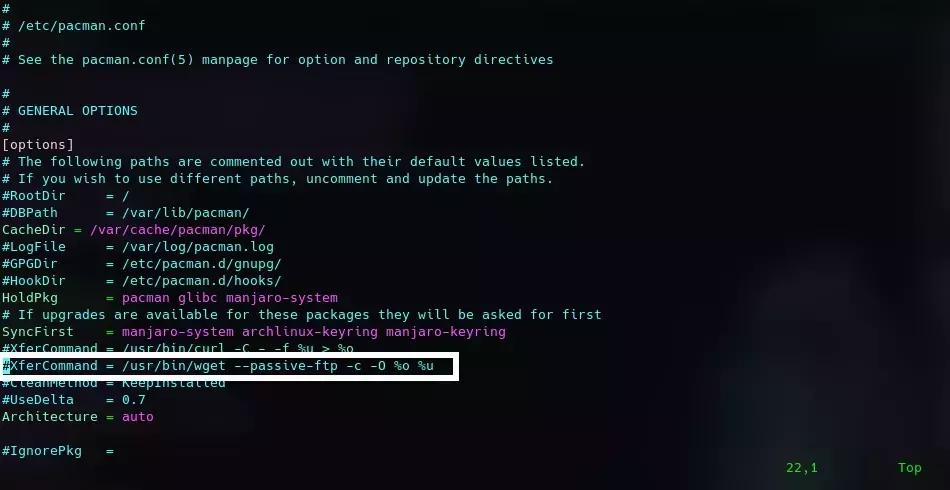 #
# /etc/pacman.conf
#
# See the pacman.conf(5) manpage for option and repository directives
#
# GENERAL OPTIONS
#
[options]
# The following paths are commented out with their default values listed.
# If you wish to use different paths, uncomment and update the paths.
#RootDir     = /
#DBPath      = /var/lib/pacman/
CacheDir = /var/cache/pacman/pkg/
#LogFile     = /var/log/pacman.log
#GPGDir      = /etc/pacman.d/gnupg/
#HookDir     = /etc/pacman.d/hooks/
HoldPkg      = pacman glibc manjaro-system
# If upgrades are available for these packages they will be asked for first
SyncFirst    = manjaro-system archlinux-keyring manjaro-keyring
#XferCommand = /usr/bin/curl -C - -f %u > %o
#XferCommand = /usr/bin/wget --passive-ftp -c -O %o %u
#CleanMethod = KeepInstalled
#UseDelta    = 0.7
Architecture = auto
#IgnorePkg   =
22,1          Top